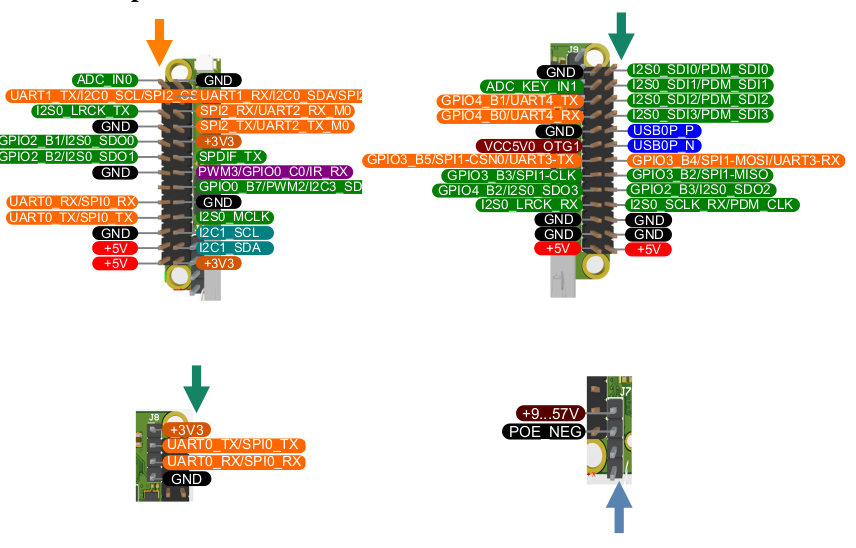 ADC_IN0 GND
UART1_TX/I2C0_SCL/SPI2_CS UART1_RX/I2C0_SDA/SPI2
I2S0_LRCK_TX SPI2_RX/UART2_RX_M0
GND SPI2_TX/UART2_TX_M0
GPIO2_B1/I2S0_SDO0 +3V3
GPIO2_B2/I2S0_SDO1 SPDIF_TX
GND PWM3/GPIO0_C0/IR_RX
GPIO0_B7/PWM2/I2C3_SD
UART0_RX/SPI0_RX GND
UART0_TX/SPI0_TX I2S0_MCLK
GND I2C1_SCL
+5V I2C1_SDA
+5V +3V3
J9
GND I2S0_SDI0/PDM_SDI0
ADC_KEY_IN1 I2S0_SDI1/PDM_SDI1
GPIO4_B1/UART4_TX I2S0_SDI2/PDM_SDI2
GPIO4_B0/UART4_RX I2S0_SDI3/PDM_SDI3
GND USB0P_P
VCC5V0_OTG1 USB0P_N
GPIO3_B5/SPI1-CSN0/UART3-TX GPIO3_B4/SPI1-MOSI/UART3-RX
GPIO3_B3/SPI1-CLK GPIO3_B2/SPI1-MISO
GPIO4_B2/I2S0_SDO3 GPIO2_B3/I2S0_SDO2
I2S0_LRCK_RX I2S0_SCLK_RX/PDM_CLK
GND GND
GND GND
+5V +5V
J8
+3V3
UART0_TX/SPI0_TX
UART0_RX/SPI0_RX
GND
J7
+9...57V
POE_NEG